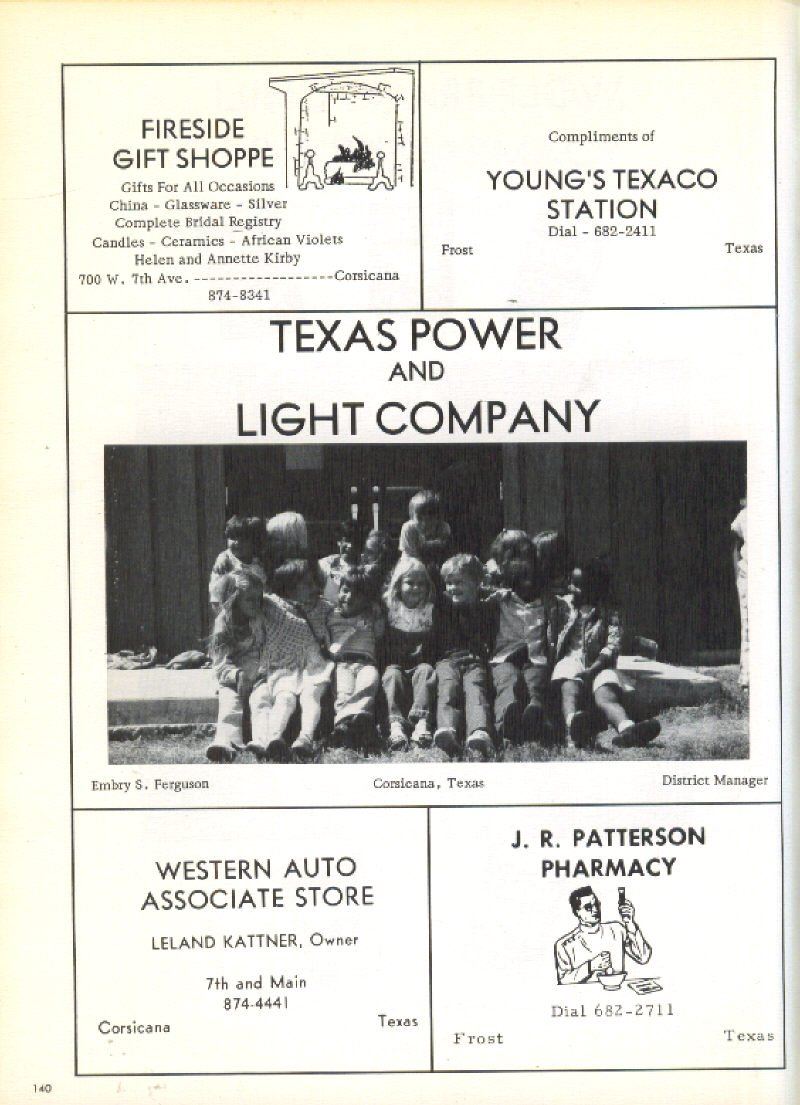 FIRESIDE
GIFT SHOPPE
Gifts For All Occasions
China - Glassware - Silver
Complete Bridal Registry
Candles - Ceramics - African Violets
Helen and Annette Kirby
700 W. 7th Ave. ------------------Corsicana
874-8341
Compliments of
YOUNG'S TEXACO
STATION
Dial - 682-2411
Frost Texas
TEXAS POWER
AND
LIGHT COMPANY
Embry S. Ferguson Corsicana, Texas District Manager
WESTERN AUTO
ASSOCIATE STORE
LELAND KATTNER, Owner
7th and Main
874-4441
Corsicana Texas
J. R. PATTERSON
PHARMACY
Dial 682-2711
Frost Texas
140